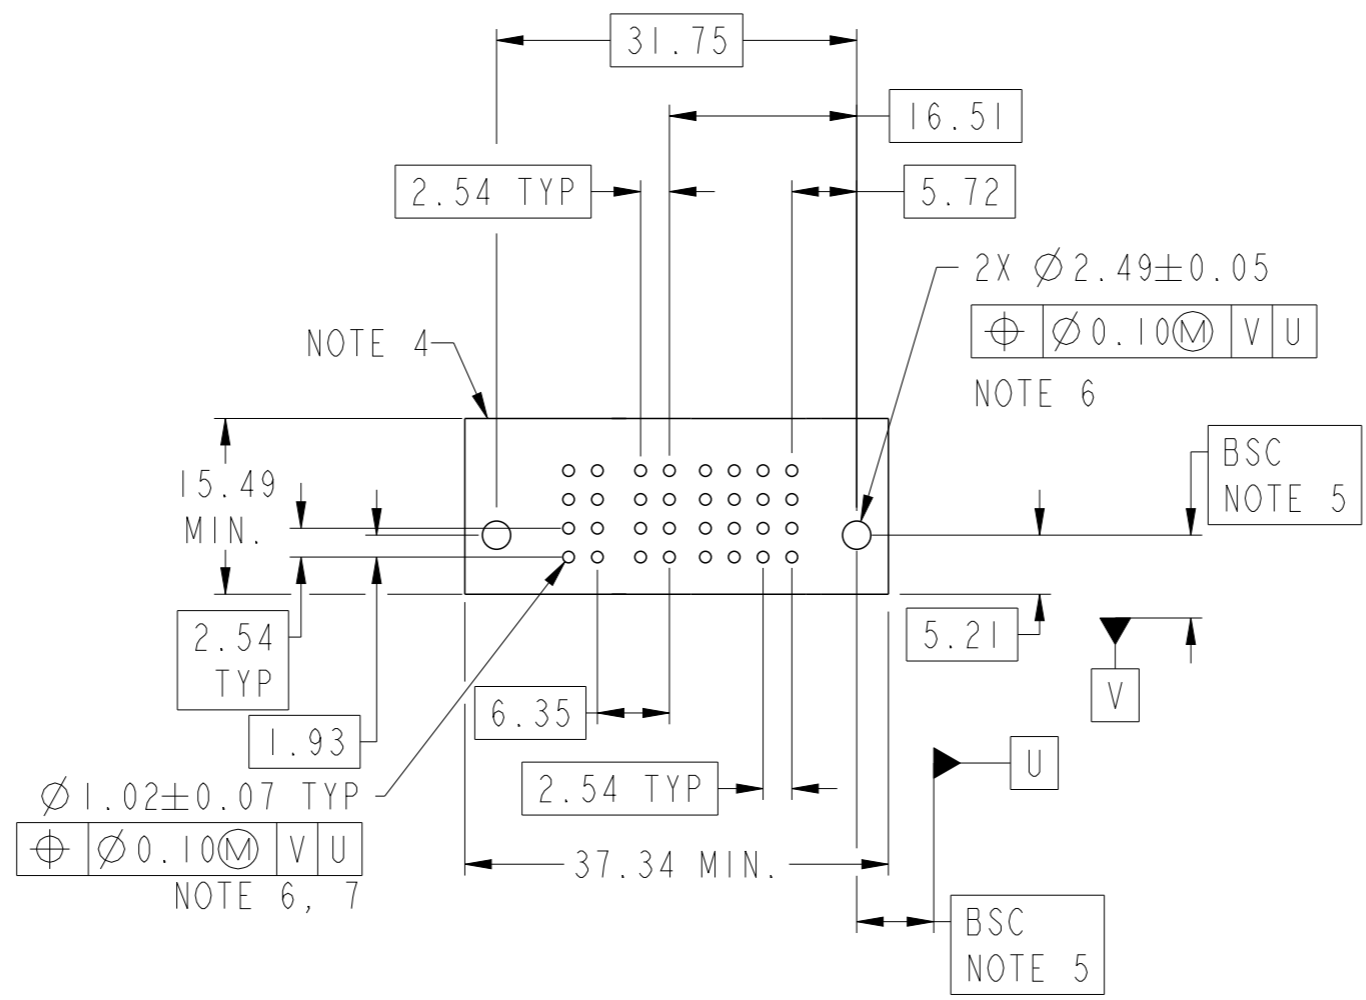 31.75
16.51
2.54 TYP
5.72
2X ∅2.49±0.05
⌖ ∅0.10Ⓜ V U
NOTE 6
NOTE 4
BSC
NOTE 5
15.49
MIN.
2.54
TYP
5.21
V
6.35
1.93
U
2.54 TYP
∅1.02±0.07 TYP
⌖ ∅0.10Ⓜ V U
NOTE 6, 7
37.34 MIN.
BSC
NOTE 5